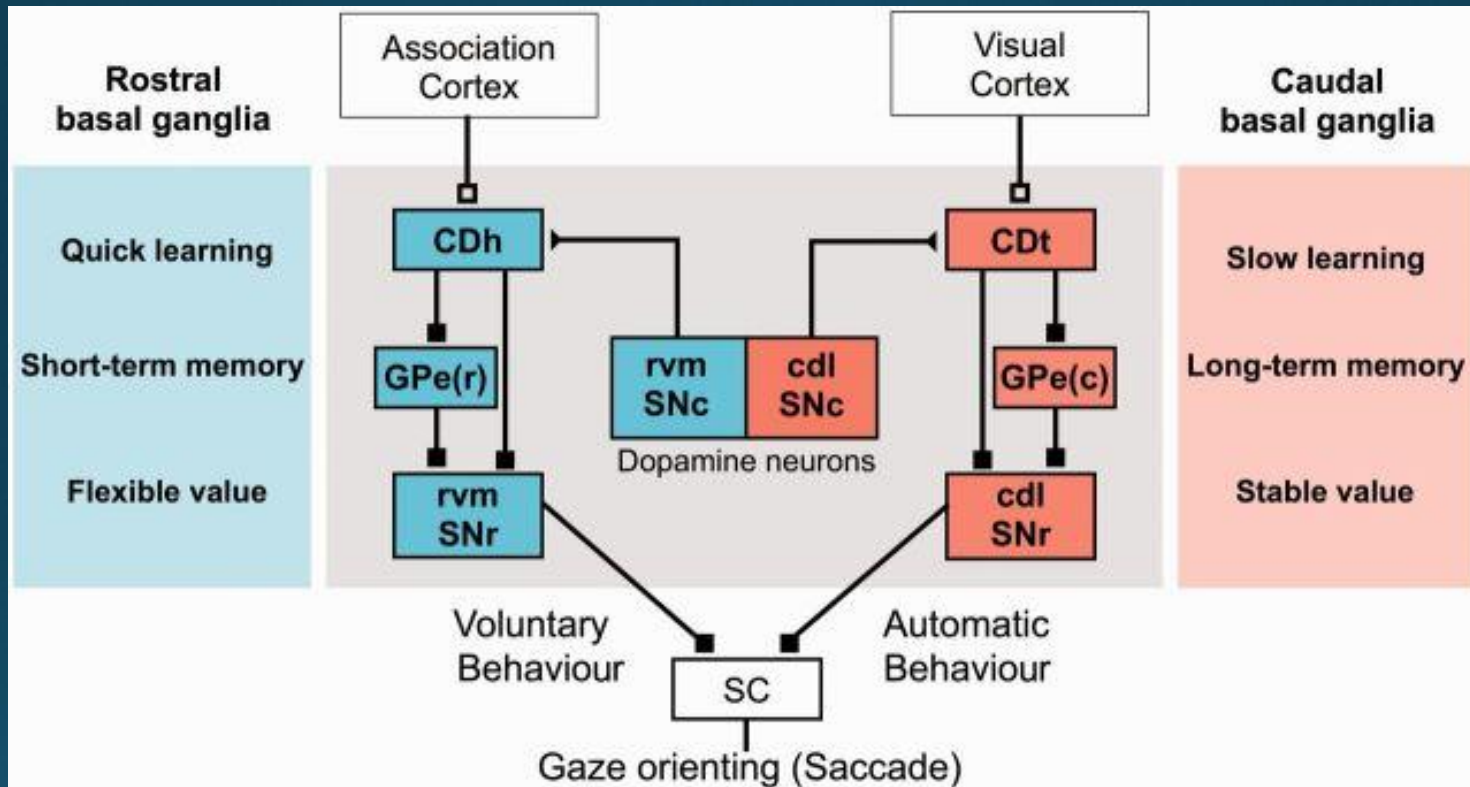 Rostral
basal ganglia
Association
Cortex
Visual
Cortex
Caudal
basal ganglia
Quick learning
Short-term memory
Flexible value
CDh
GPe(r)
rvm
SNr
rvm
SNc
cdl
SNc
Dopamine neurons
CDt
GPe(c)
cdl
SNr
Slow learning
Long-term memory
Stable value
Voluntary
Behaviour
Automatic
Behaviour
SC
Gaze orienting (Saccade)